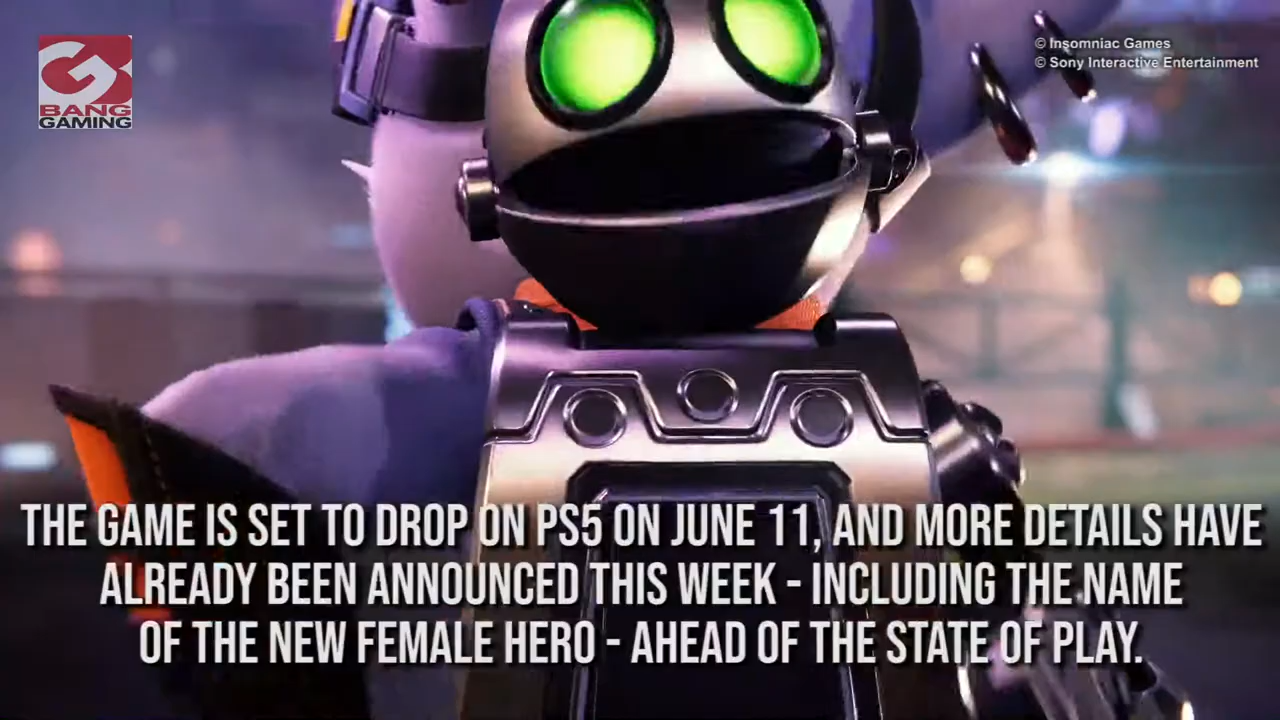 © Insomniac Games
© Sony Interactive Entertainment
BANG
GAMING
THE GAME IS SET TO DROP ON PS5 ON JUNE 11, AND MORE DETAILS HAVE
ALREADY BEEN ANNOUNCED THIS WEEK - INCLUDING THE NAME
OF THE NEW FEMALE HERO - AHEAD OF THE STATE OF PLAY.